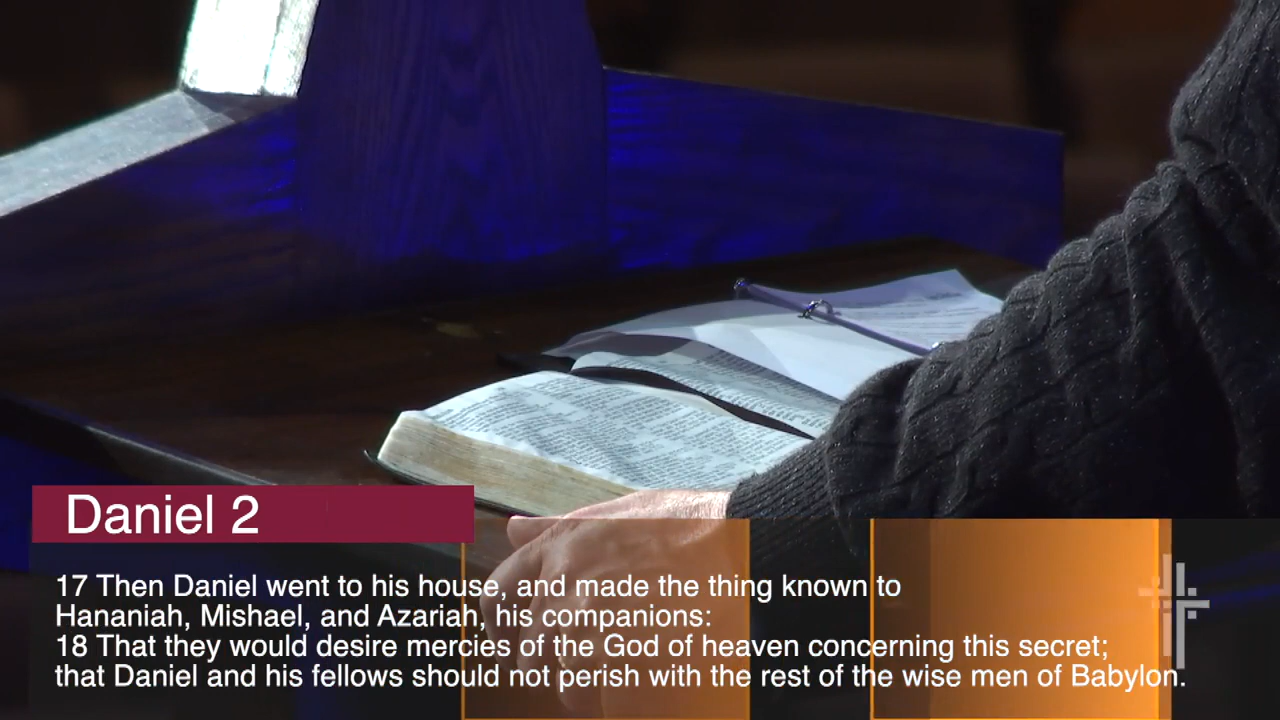 Daniel 2
17 Then Daniel went to his house, and made the thing known to
Hananiah, Mishael, and Azariah, his companions:
18 That they would desire mercies of the God of heaven concerning this secret;
that Daniel and his fellows should not perish with the rest of the wise men of Babylon.